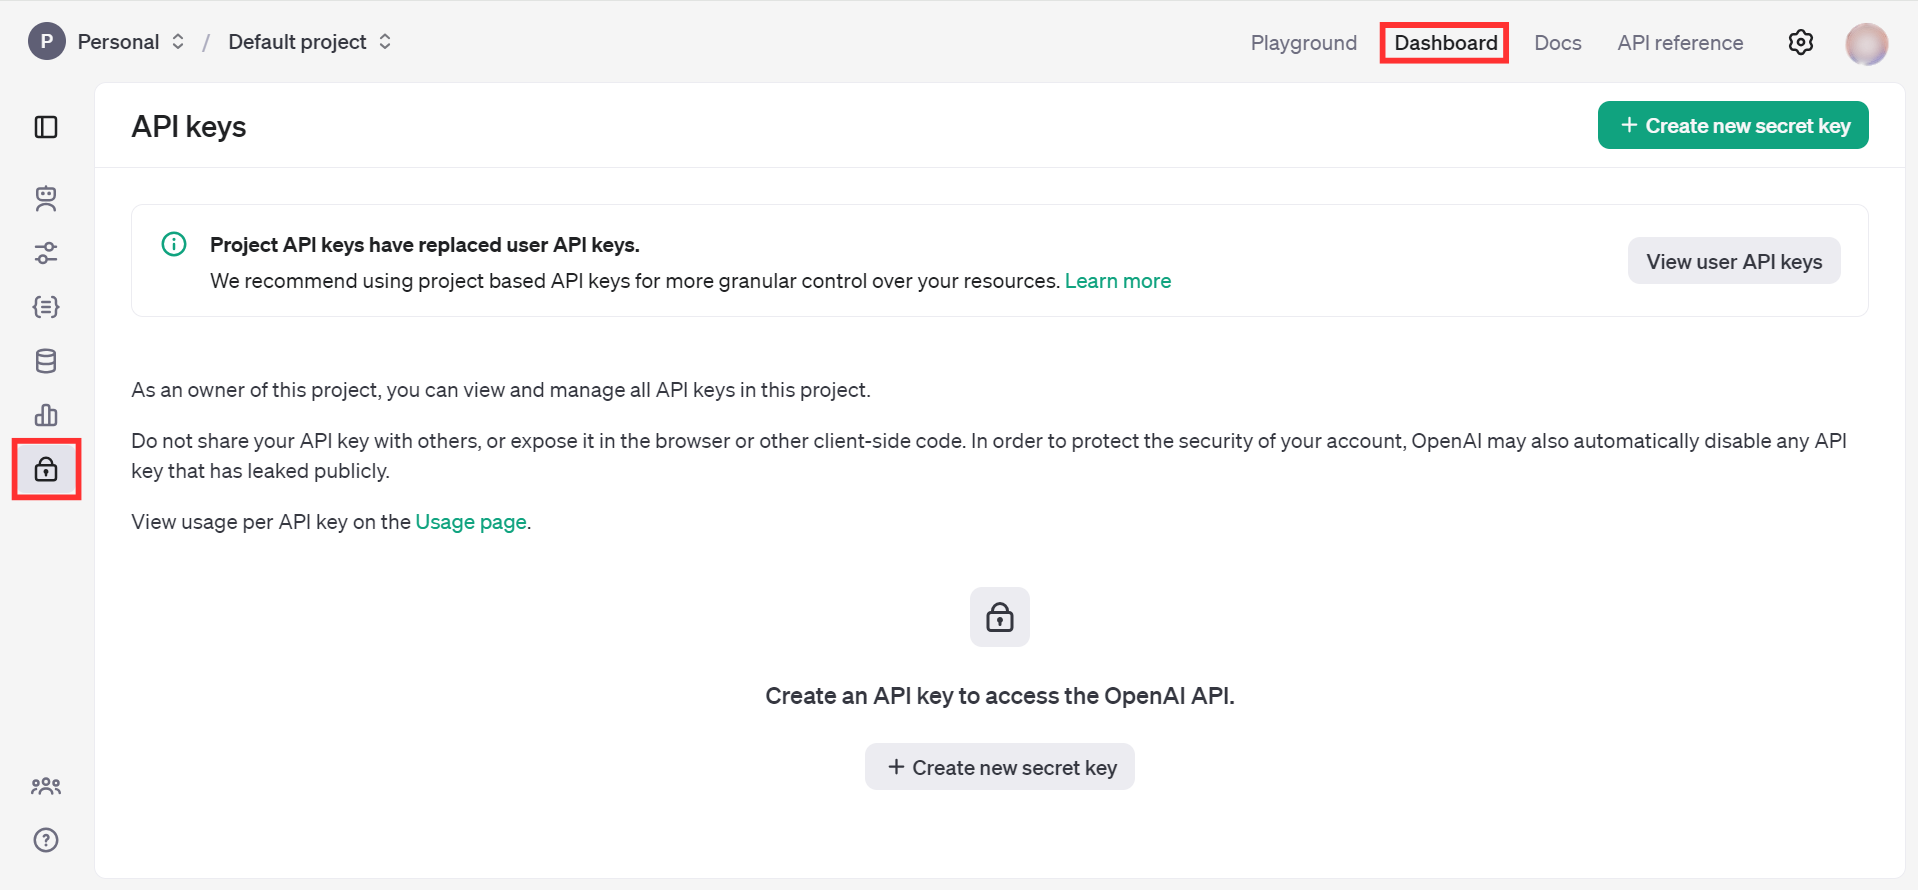 P Personal / Default project
Playground Dashboard Docs API reference
API keys
+ Create new secret key
Project API keys have replaced user API keys.
We recommend using project based API keys for more granular control over your resources. Learn more
View user API keys
As an owner of this project, you can view and manage all API keys in this project.
Do not share your API key with others, or expose it in the browser or other client-side code. In order to protect the security of your account, OpenAI may also automatically disable any API
key that has leaked publicly.
View usage per API key on the Usage page.
Create an API key to access the OpenAI API.
+ Create new secret key